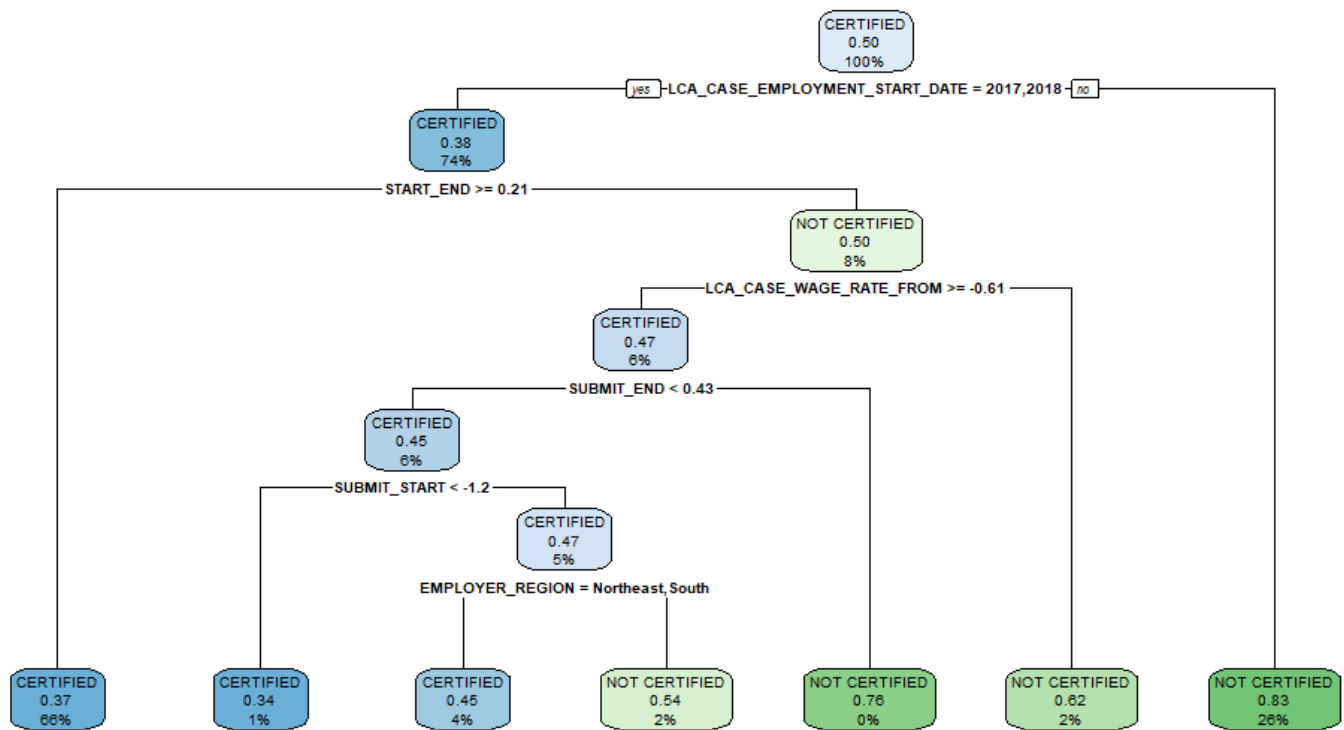 CERTIFIED
0.50
100%
yes LCA_CASE_EMPLOYMENT_START_DATE = 2017,2018 no
CERTIFIED
0.38
74%
START_END >= 0.21
NOT CERTIFIED
0.50
8%
LCA_CASE_WAGE_RATE_FROM >= -0.61
CERTIFIED
0.47
6%
SUBMIT_END < 0.43
CERTIFIED
0.45
6%
SUBMIT_START < -1.2
CERTIFIED
0.47
5%
EMPLOYER_REGION = Northeast,South
CERTIFIED
0.37
66%
CERTIFIED
0.34
1%
CERTIFIED
0.45
4%
NOT CERTIFIED
0.54
2%
NOT CERTIFIED
0.76
0%
NOT CERTIFIED
0.62
2%
NOT CERTIFIED
0.83
26%